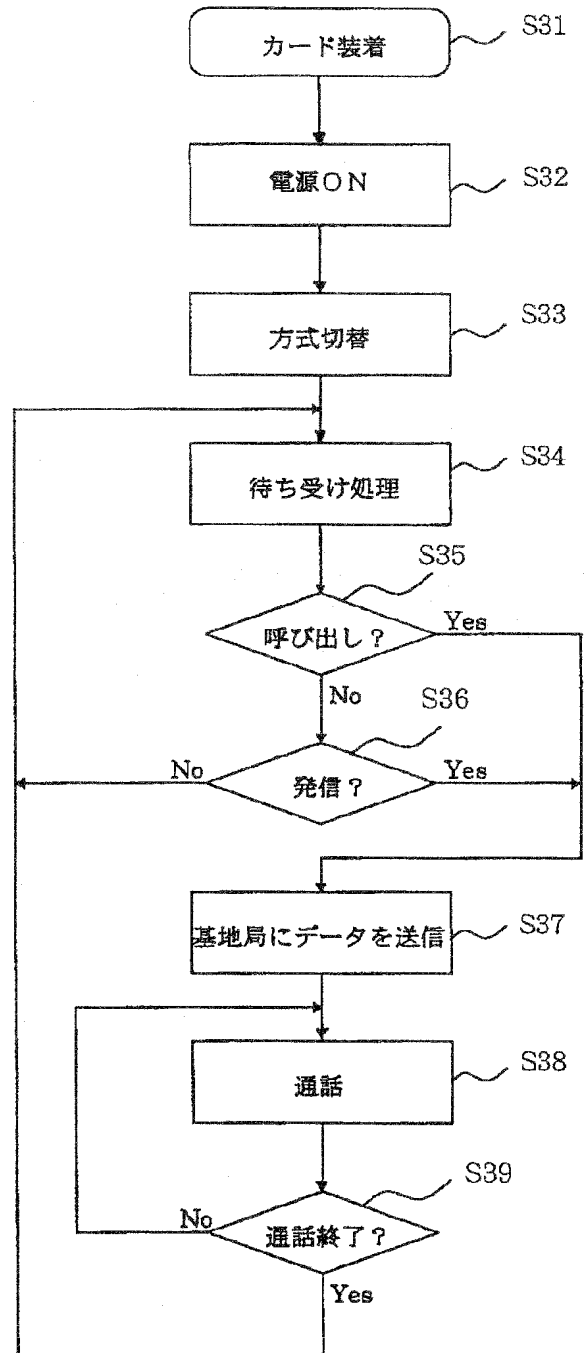 カード装着
S31
電源ON
S32
方式切替
S33
待ち受け処理
S34
S35
呼び出し?
Yes
No
S36
No
発信?
Yes
基地局にデータを送信
S37
通話
S38
S39
No
通話終了?
Yes